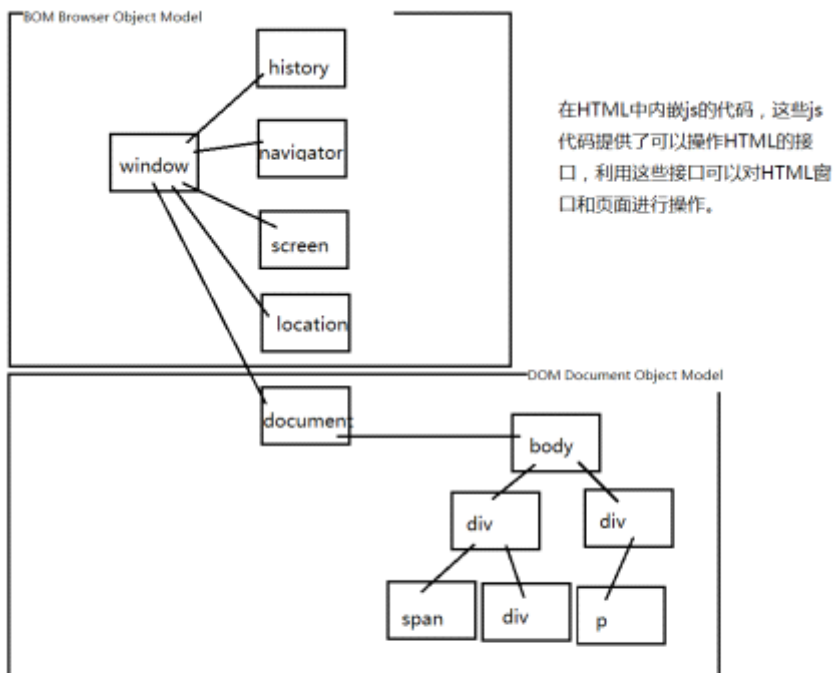 BOM Browser Object Model
history
navigator
window
screen
location
在HTML中内嵌js的代码，这些js
代码提供了可以操作HTML的接
口，利用这些接口可以对HTML窗
口和页面进行操作。
DOM Document Object Model
document
body
div
div
span
div
p